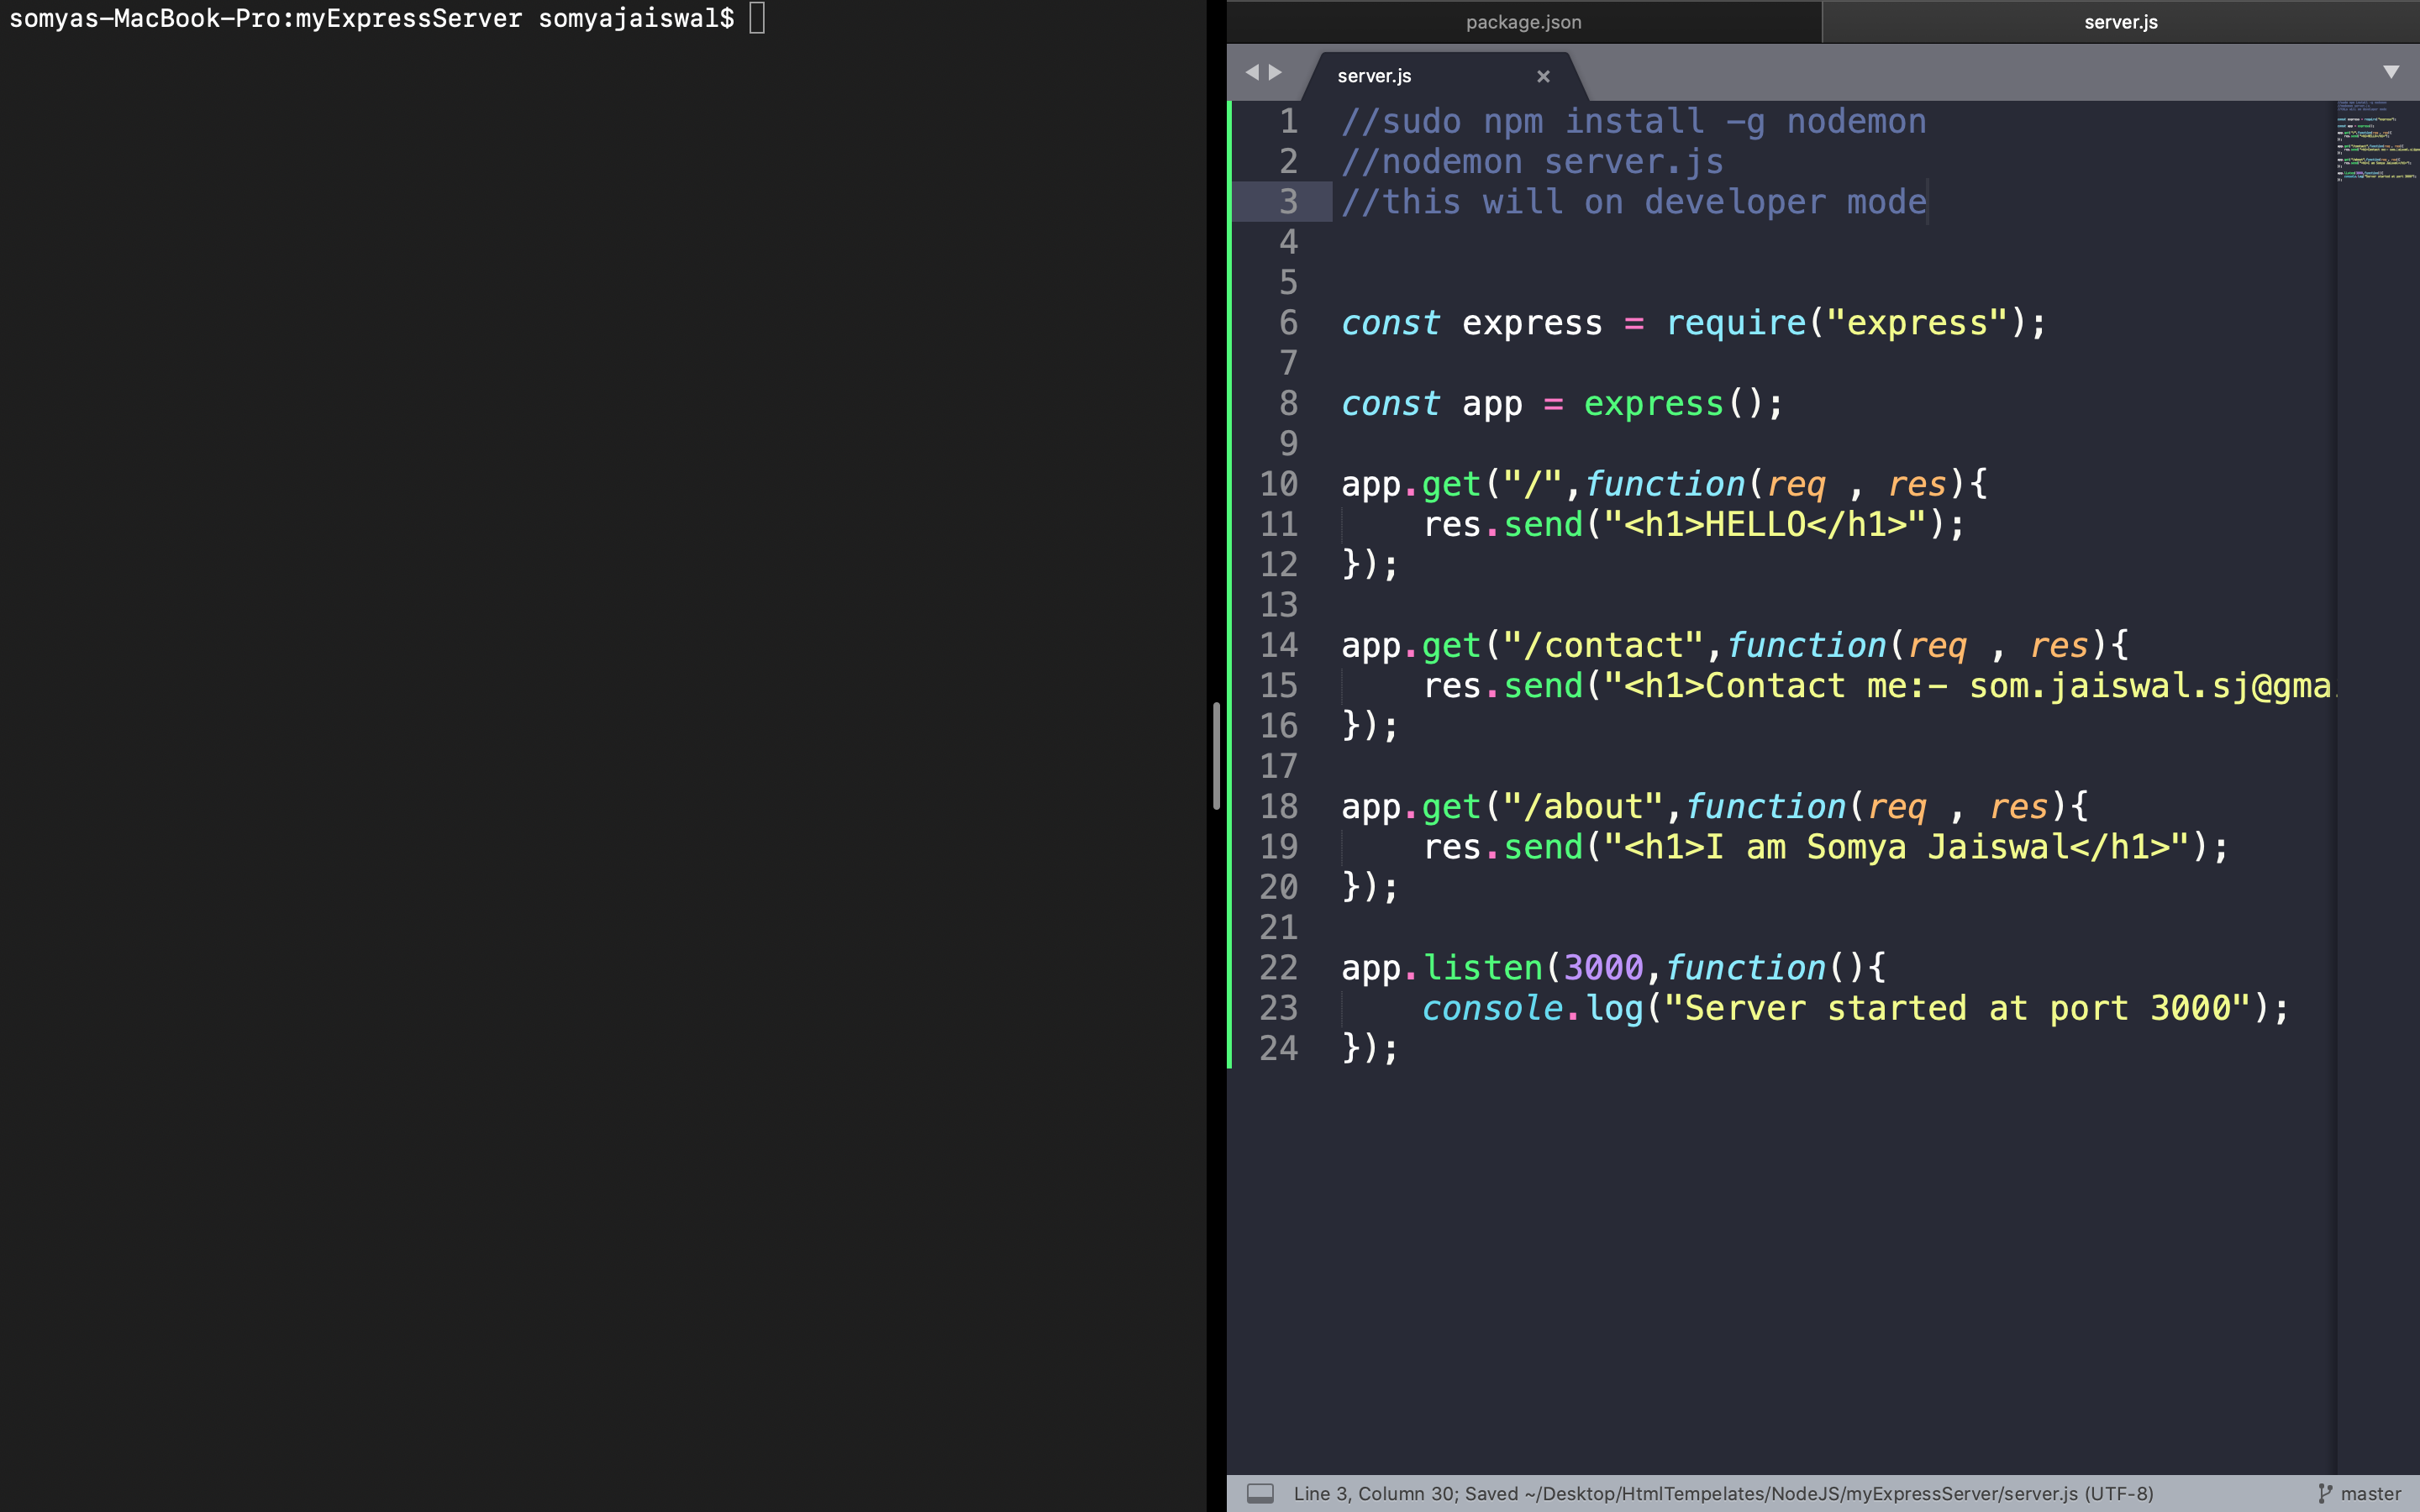 somyas-MacBook-Pro:myExpressServer somyajaiswal$
package.json
server.js
server.js ×
1 //sudo npm install -g nodemon
2 //nodemon server.js
3 //this will on developer mode
4
5
6 const express = require("express");
7
8 const app = express();
9
10 app.get("/",function(req , res){
11     res.send("<h1>HELLO</h1>");
12 });
13
14 app.get("/contact",function(req , res){
15     res.send("<h1>Contact me:- som.jaiswal.sj@gma
16 });
17
18 app.get("/about",function(req , res){
19     res.send("<h1>I am Somya Jaiswal</h1>");
20 });
21
22 app.listen(3000,function(){
23     console.log("Server started at port 3000");
24 });
Line 3, Column 30; Saved ~/Desktop/HtmlTempelates/NodeJS/myExpressServer/server.js (UTF-8)
master